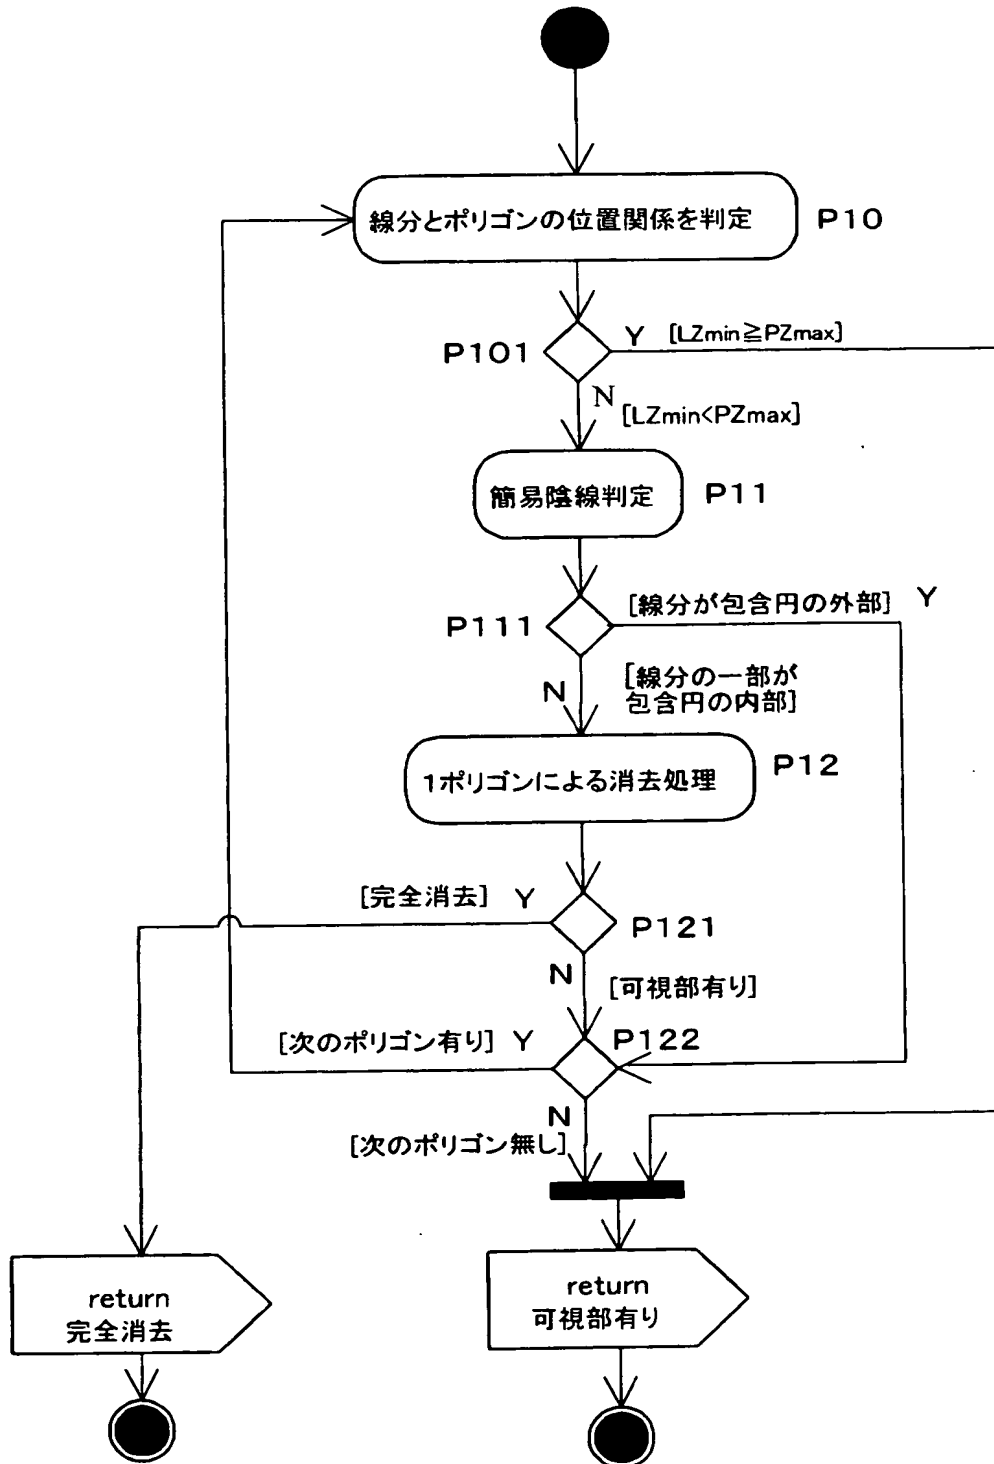 線分とポリゴンの位置関係を判定
P10
P101
Y [LZmin≧PZmax]
N
[LZmin<PZmax]
簡易陰線判定
P11
P111
[線分が包含円の外部] Y
N
[線分の一部が
包含円の内部]
1ポリゴンによる消去処理
P12
[完全消去] Y
P121
N
[可視部有り]
[次のポリゴン有り] Y
P122
N
[次のポリゴン無し]
return
完全消去
return
可視部有り